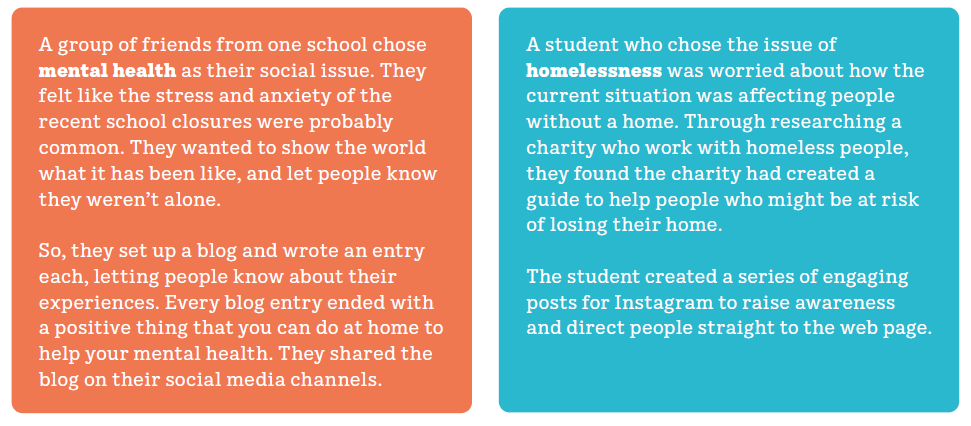 A group of friends from one school chose
mental health as their social issue. They
felt like the stress and anxiety of the
recent school closures were probably
common. They wanted to show the world
what it has been like, and let people know
they weren’t alone.
So, they set up a blog and wrote an entry
each, letting people know about their
experiences. Every blog entry ended with
a positive thing that you can do at home to
help your mental health. They shared the
blog on their social media channels.
A student who chose the issue of
homelessness was worried about how the
current situation was affecting people
without a home. Through researching a
charity who work with homeless people,
they found the charity had created a
guide to help people who might be at risk
of losing their home.
The student created a series of engaging
posts for Instagram to raise awareness
and direct people straight to the web page.